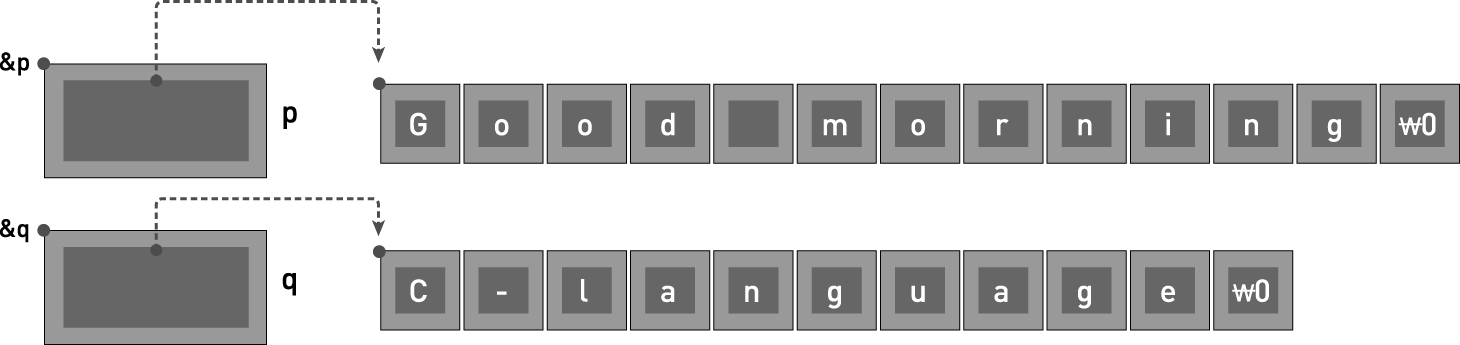 &p
p
G o o d   m o r n i n g ₩0
&q
q
C - l a n g u a g e ₩0